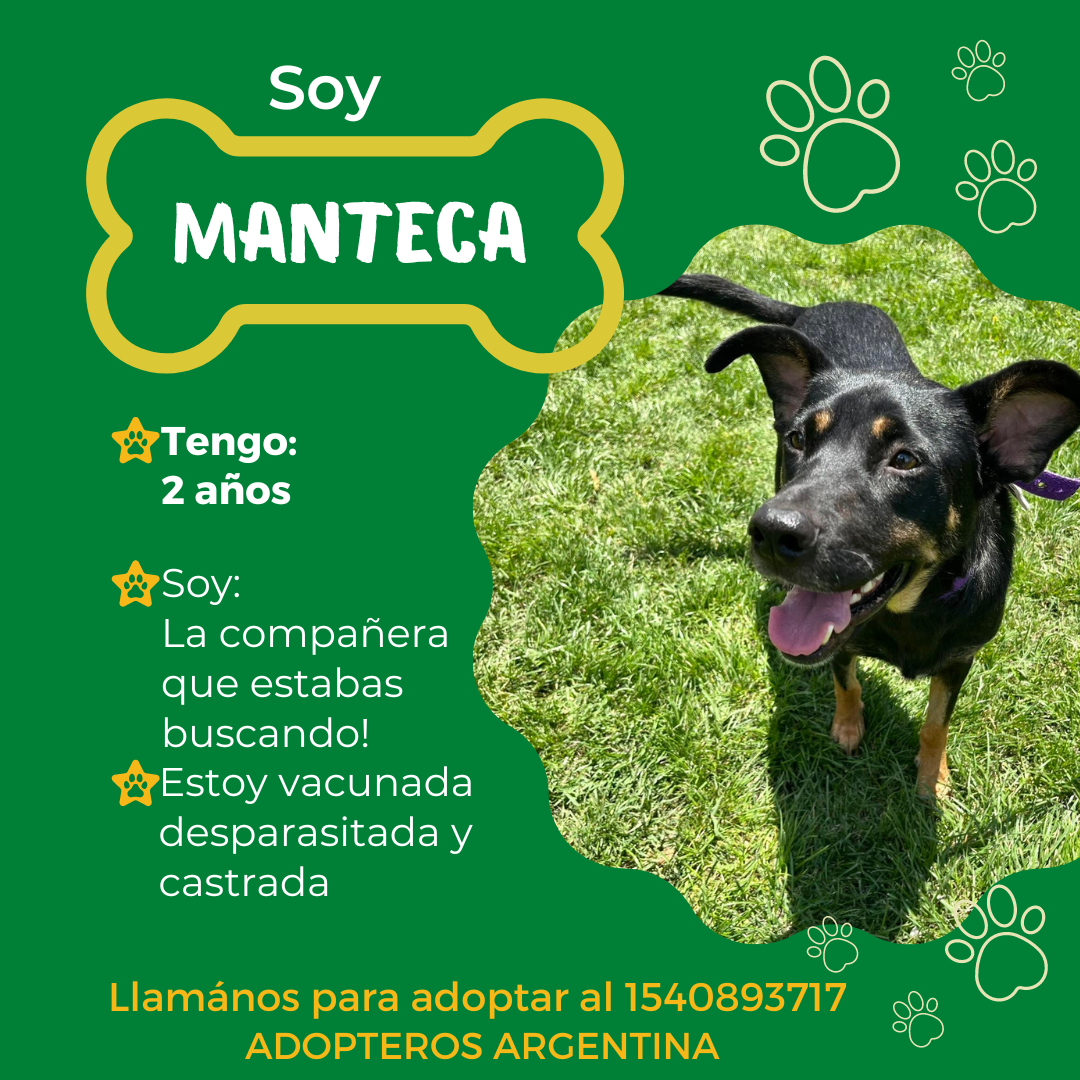 Soy
MANTECA
Tengo:
2 años
Soy:
La compañera
que estabas
buscando!
Estoy vacunada
desparasitada y
castrada
Llamános para adoptar al 1540893717
ADOPTEROS ARGENTINA